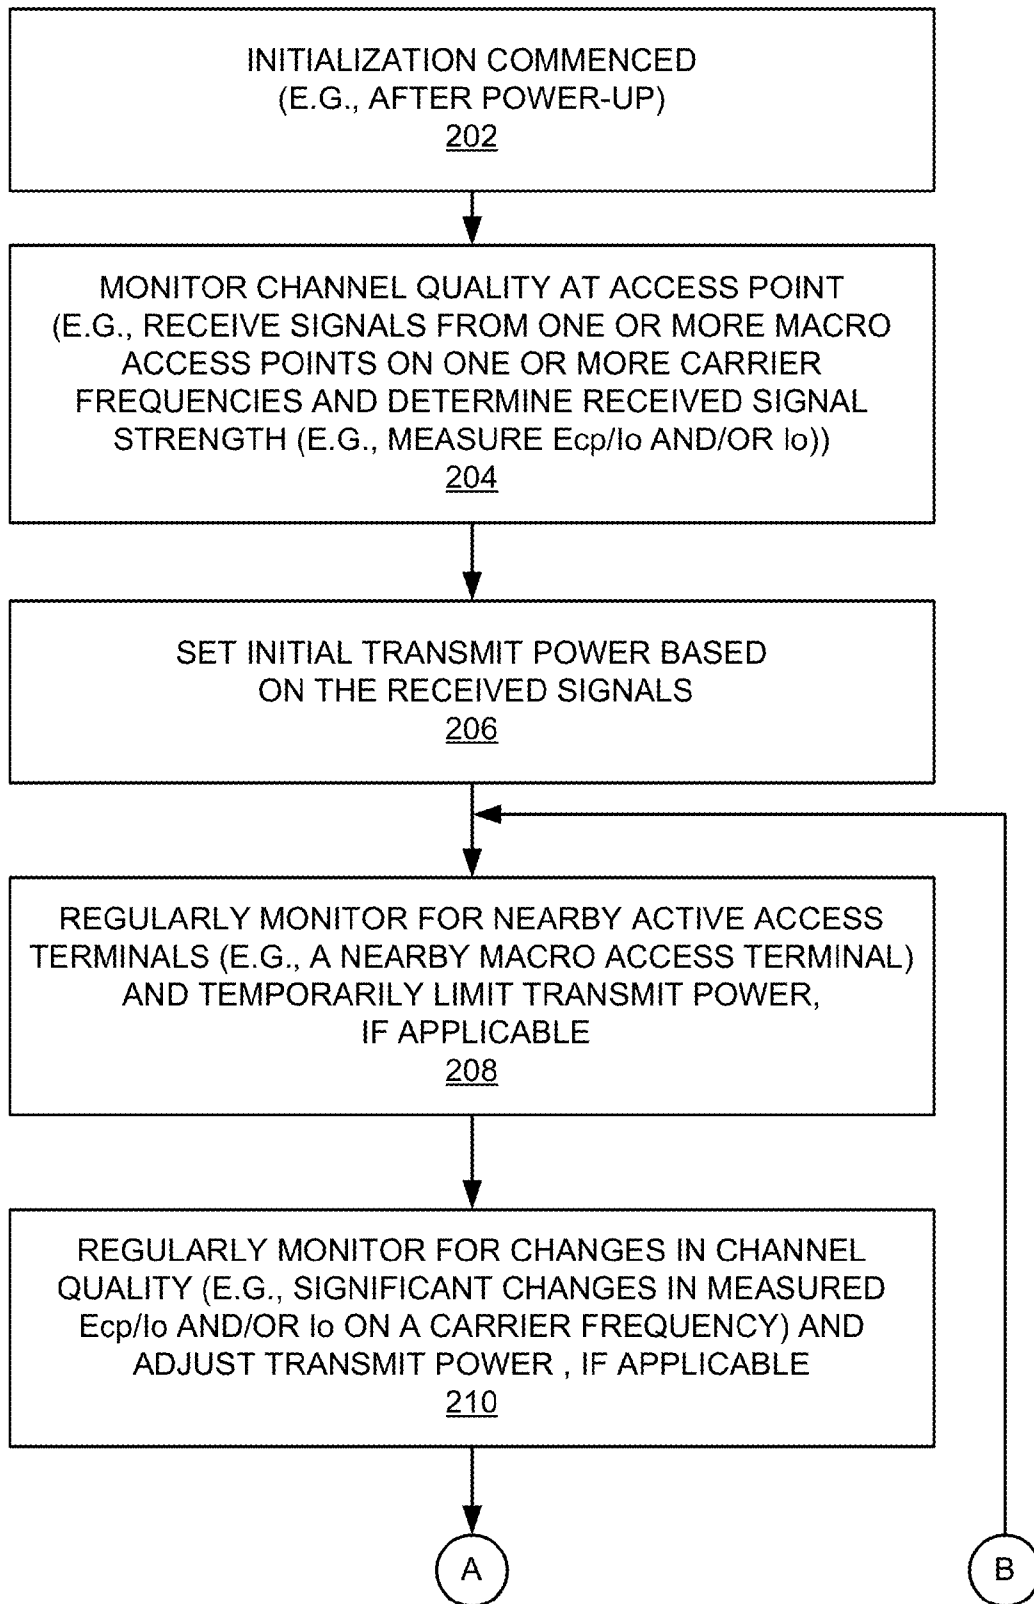 INITIALIZATION COMMENCED
(E.G., AFTER POWER-UP)
202
MONITOR CHANNEL QUALITY AT ACCESS POINT
(E.G., RECEIVE SIGNALS FROM ONE OR MORE MACRO
ACCESS POINTS ON ONE OR MORE CARRIER
FREQUENCIES AND DETERMINE RECEIVED SIGNAL
STRENGTH (E.G., MEASURE Ecp/Io AND/OR Io))
204
SET INITIAL TRANSMIT POWER BASED
ON THE RECEIVED SIGNALS
206
REGULARLY MONITOR FOR NEARBY ACTIVE ACCESS
TERMINALS (E.G., A NEARBY MACRO ACCESS TERMINAL)
AND TEMPORARILY LIMIT TRANSMIT POWER,
IF APPLICABLE
208
REGULARLY MONITOR FOR CHANGES IN CHANNEL
QUALITY (E.G., SIGNIFICANT CHANGES IN MEASURED
Ecp/Io AND/OR Io ON A CARRIER FREQUENCY) AND
ADJUST TRANSMIT POWER , IF APPLICABLE
210
A
B